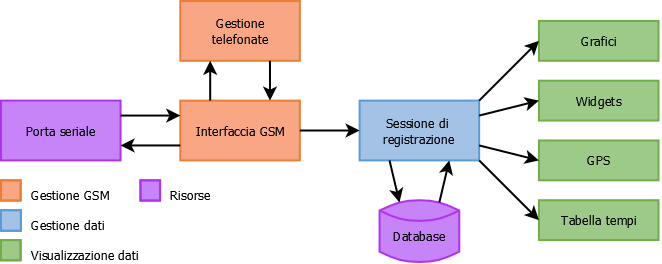 Gestione
telefonate
Porta seriale
Interfaccia GSM
Sessione di
registrazione
Database
Grafici
Widgets
GPS
Tabella tempi
Gestione GSM
Risorse
Gestione dati
Visualizzazione dati